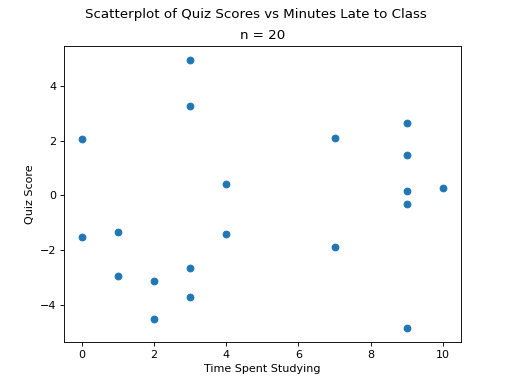 Scatterplot of Quiz Scores vs Minutes Late to Class
n = 20
4
2
0
−2
−4
Quiz Score
0 2 4 6 8 10
Time Spent Studying